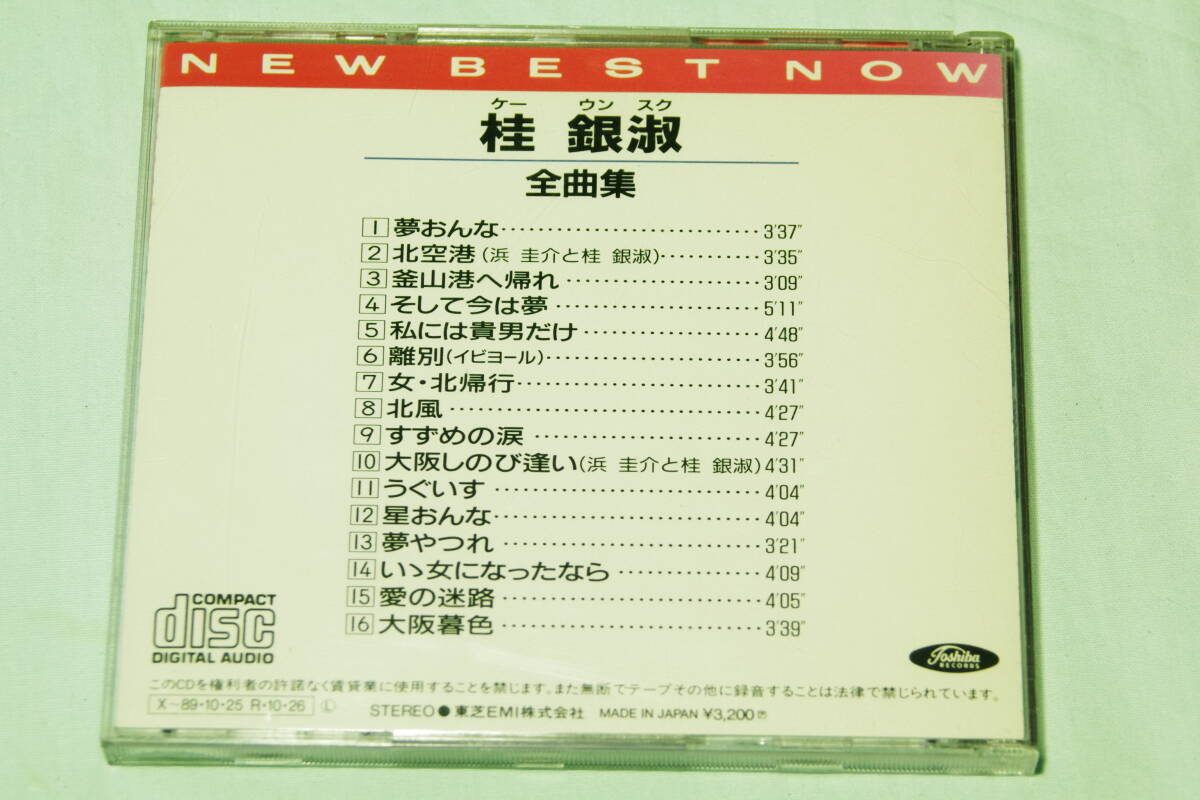 NEW BEST NOW
ケー ウン スク
桂 銀淑
全曲集
1 夢おんな 3'37"
2 北空港(浜 圭介と桂 銀淑) 3'35"
3 釜山港へ帰れ 3'09"
4 そして今は夢 5'11"
5 私には貴男だけ 4'48"
6 離別(イビヨール) 3'56"
7 女・北帰行 3'41"
8 北風 4'27"
9 すずめの涙 4'27"
10 大阪しのび逢い(浜 圭介と桂 銀淑) 4'31"
11 うぐいす 4'04"
12 星おんな 4'04"
13 夢やつれ 3'21"
14 いゝ女になったなら 4'09"
15 愛の迷路 4'05"
16 大阪暮色 3'39"
COMPACT
disc
DIGITAL AUDIO
Toshiba
RECORDS
このCDを権利者の許諾なく賃貸業に使用することを禁じます。また無断でテープその他に録音することは法律で禁じられています。
X〜89・10・25 R・10・26 Ⓛ STEREO●東芝EMI株式会社 MADE IN JAPAN ¥3,200